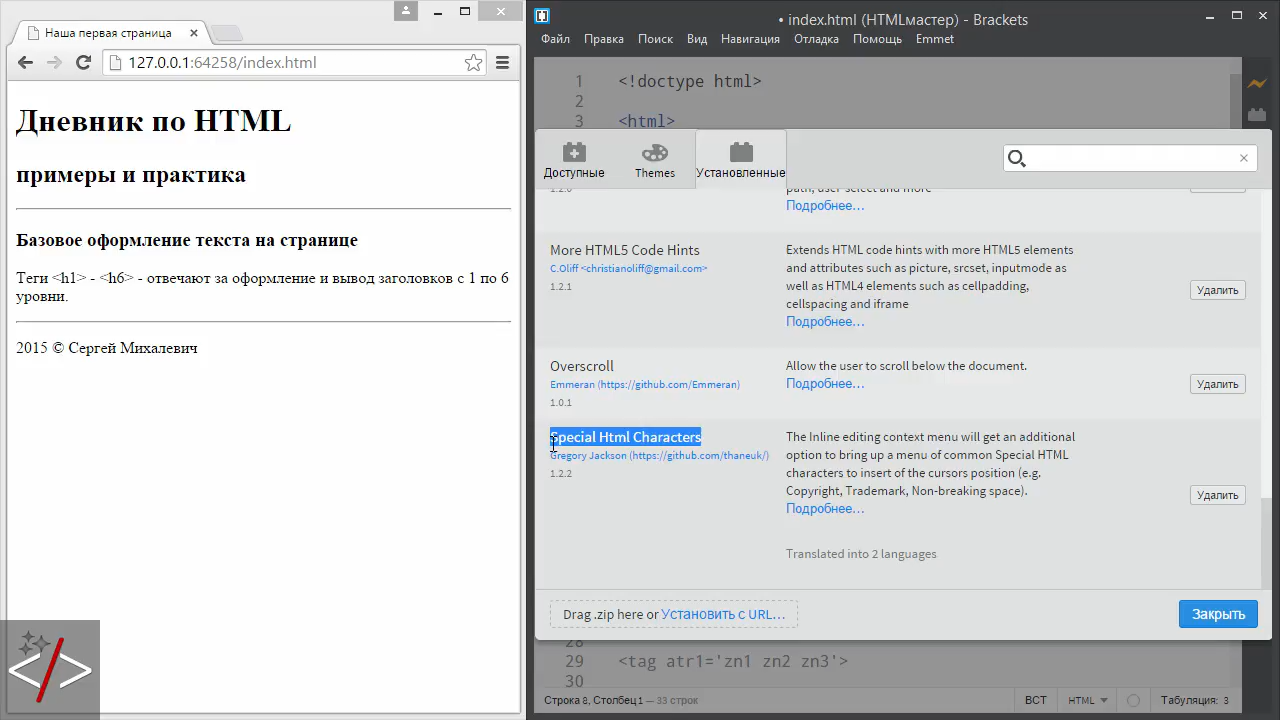 Наша первая страница
127.0.0.1:64258/index.html
Дневник по HTML
примеры и практика
Базовое оформление текста на странице
Теги <h1> - <h6> - отвечают за оформление и вывод заголовков с 1 по 6
уровни.
2015 © Сергей Михалевич
• index.html (HTMLмастер) - Brackets
Файл Правка Поиск Вид Навигация Отладка Помощь Emmet
1 <!doctype html>
2
3 <html>
Доступные Themes Установленные
1.2.0
path, user-select and more
Подробнее...
More HTML5 Code Hints
C.Oliff <christianoliff@gmail.com>
1.2.1
Extends HTML code hints with more HTML5 elements
and attributes such as picture, srcset, inputmode as
well as HTML4 elements such as cellpadding,
cellspacing and iframe
Подробнее...
Удалить
Overscroll
Emmeran (https://github.com/Emmeran)
1.0.1
Allow the user to scroll below the document.
Подробнее...
Удалить
Special Html Characters
Gregory Jackson (https://github.com/thaneuk/)
1.2.2
The Inline editing context menu will get an additional
option to bring up a menu of common Special HTML
characters to insert of the cursors position (e.g.
Copyright, Trademark, Non-breaking space).
Подробнее...
Удалить
Translated into 2 languages
Drag .zip here or Установить с URL...
Закрыть
28
29 <tag atr1='zn1 zn2 zn3'>
30
Строка 8, Столбец 1 — 33 строк
ВСТ HTML Табуляция: 3